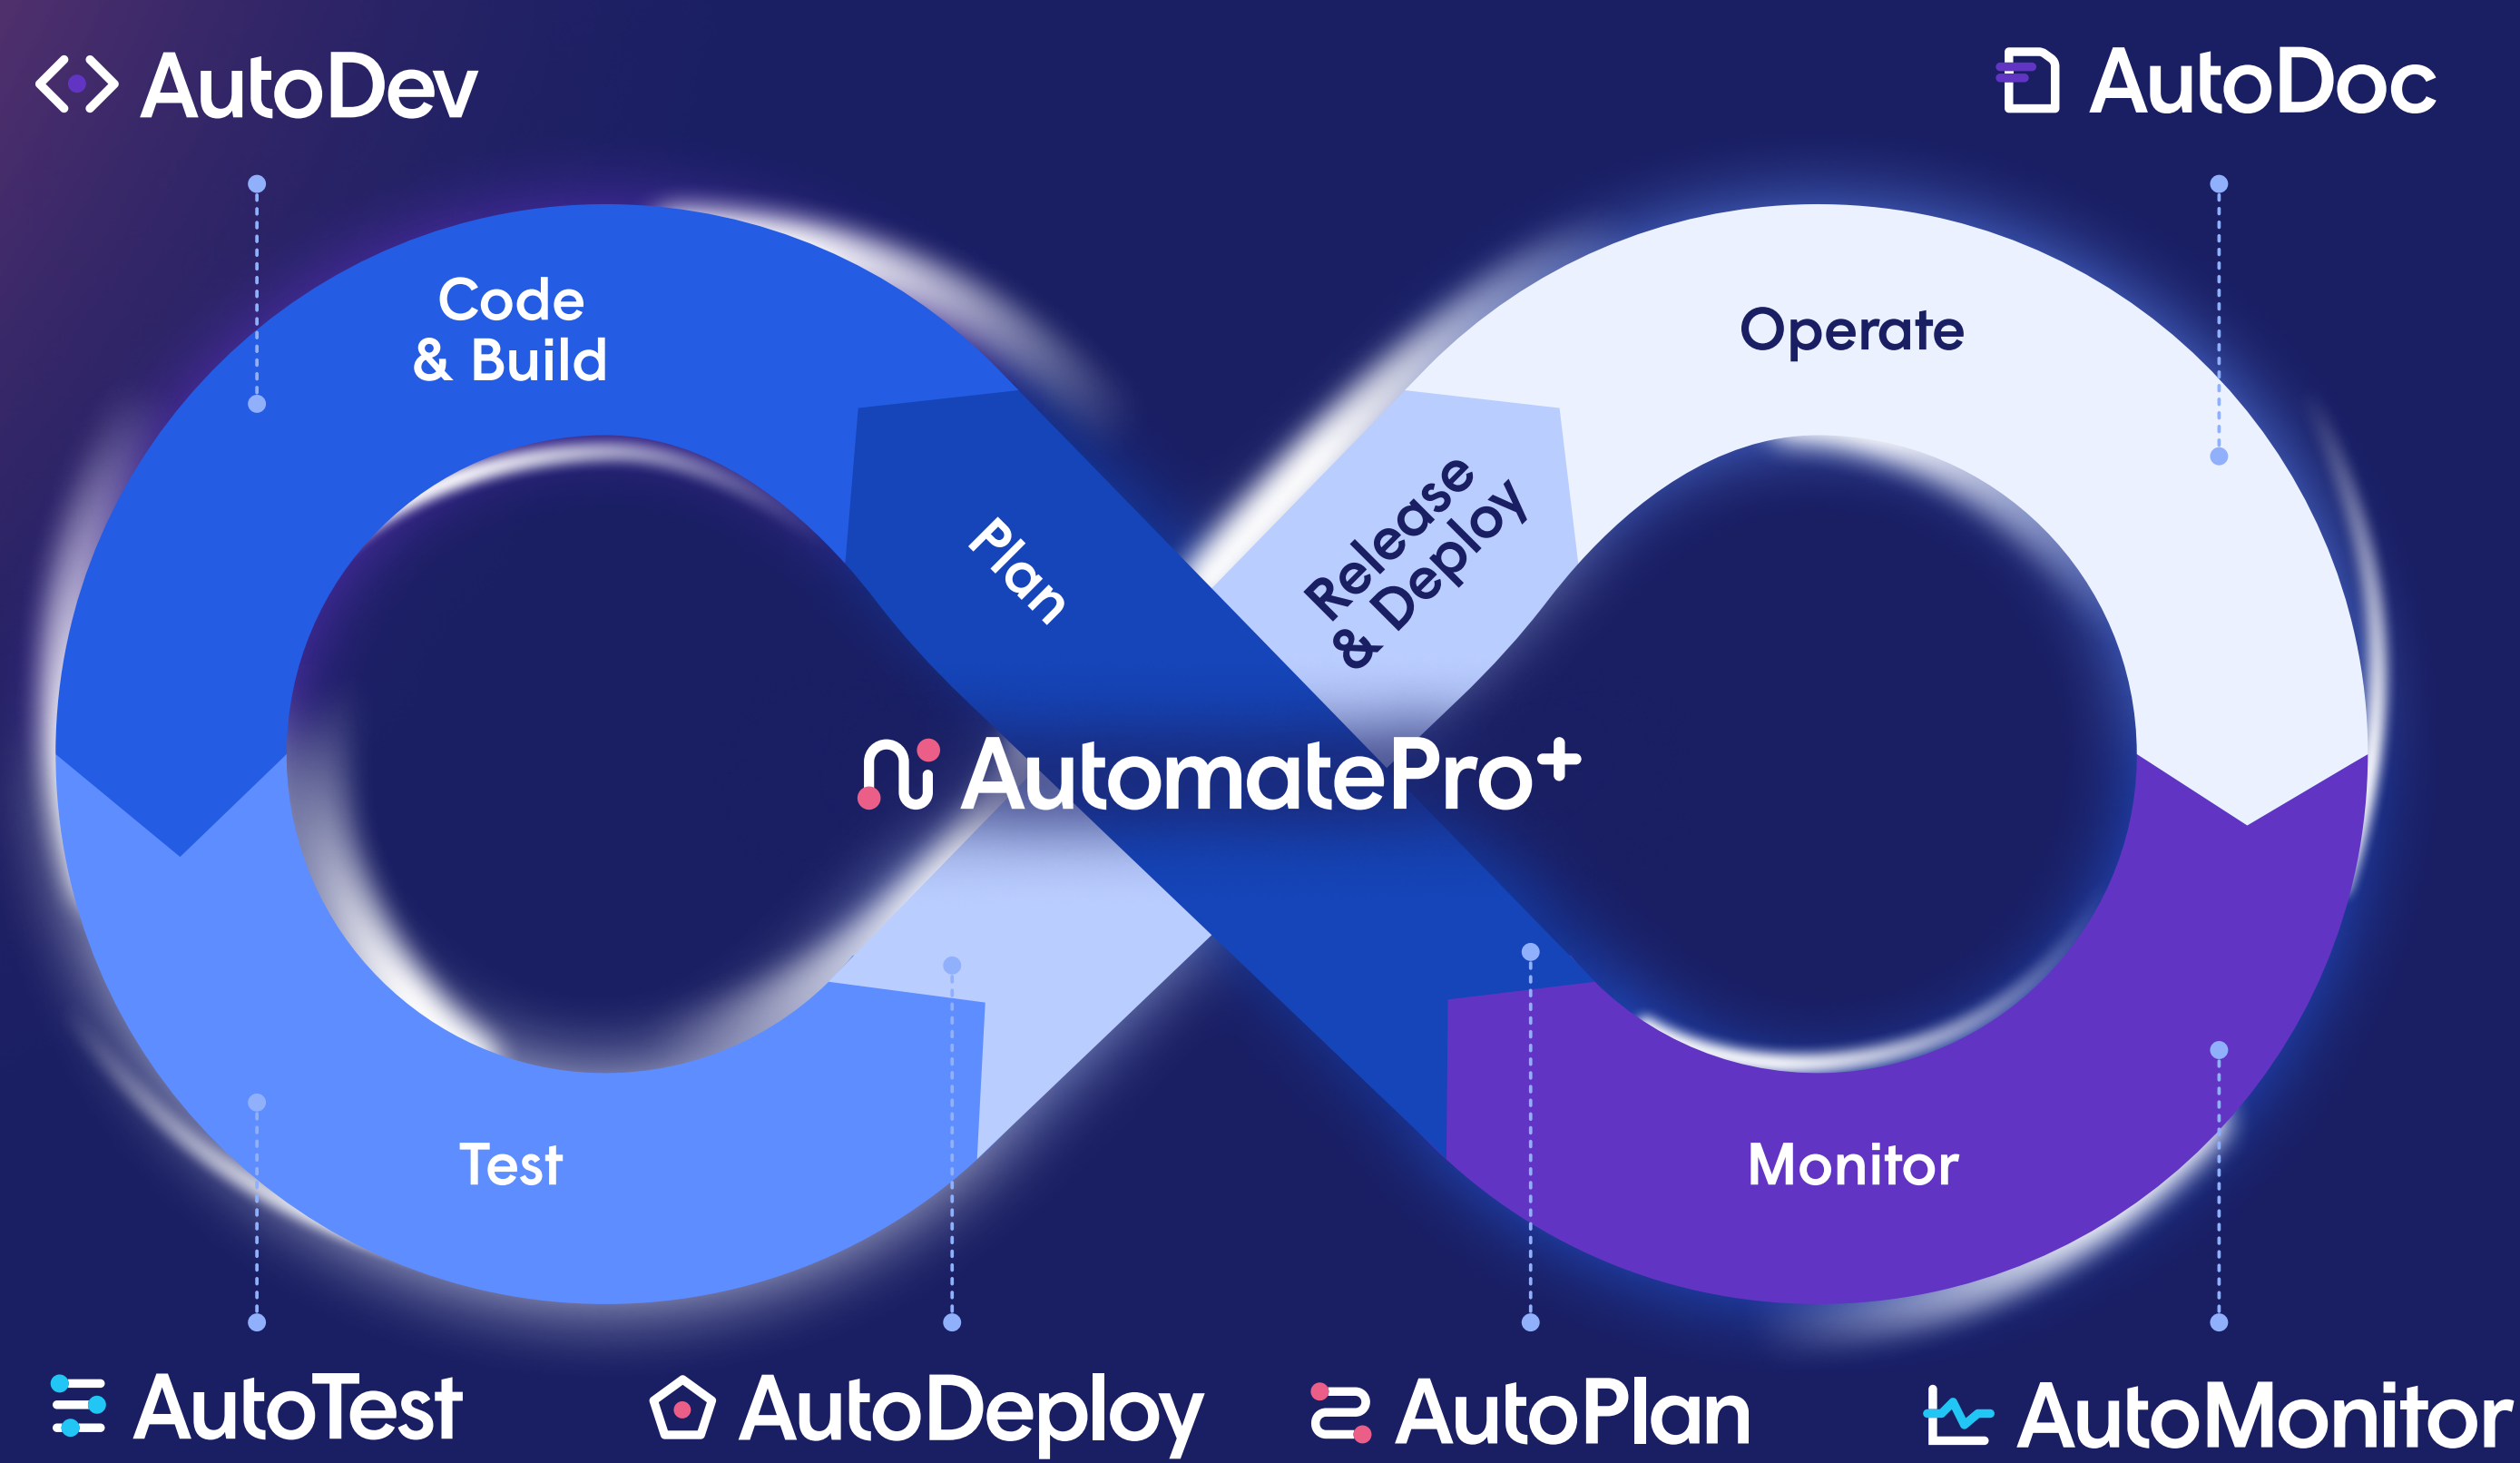 AutoDev
AutoDoc
Code
& Build
Operate
Plan
Release
& Deploy
AutomatePro+
Test
Monitor
AutoTest
AutoDeploy
AutoPlan
AutoMonitor